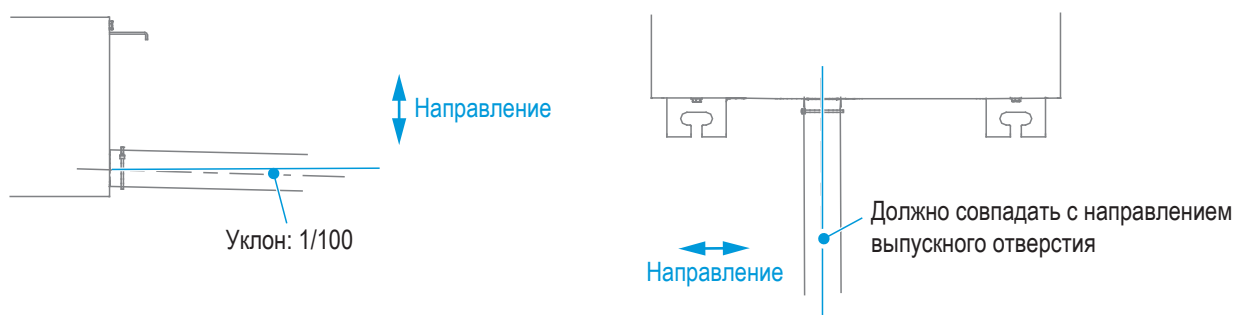 Направление
Уклон: 1/100
Должно совпадать с направлением
выпускного отверстия
Направление